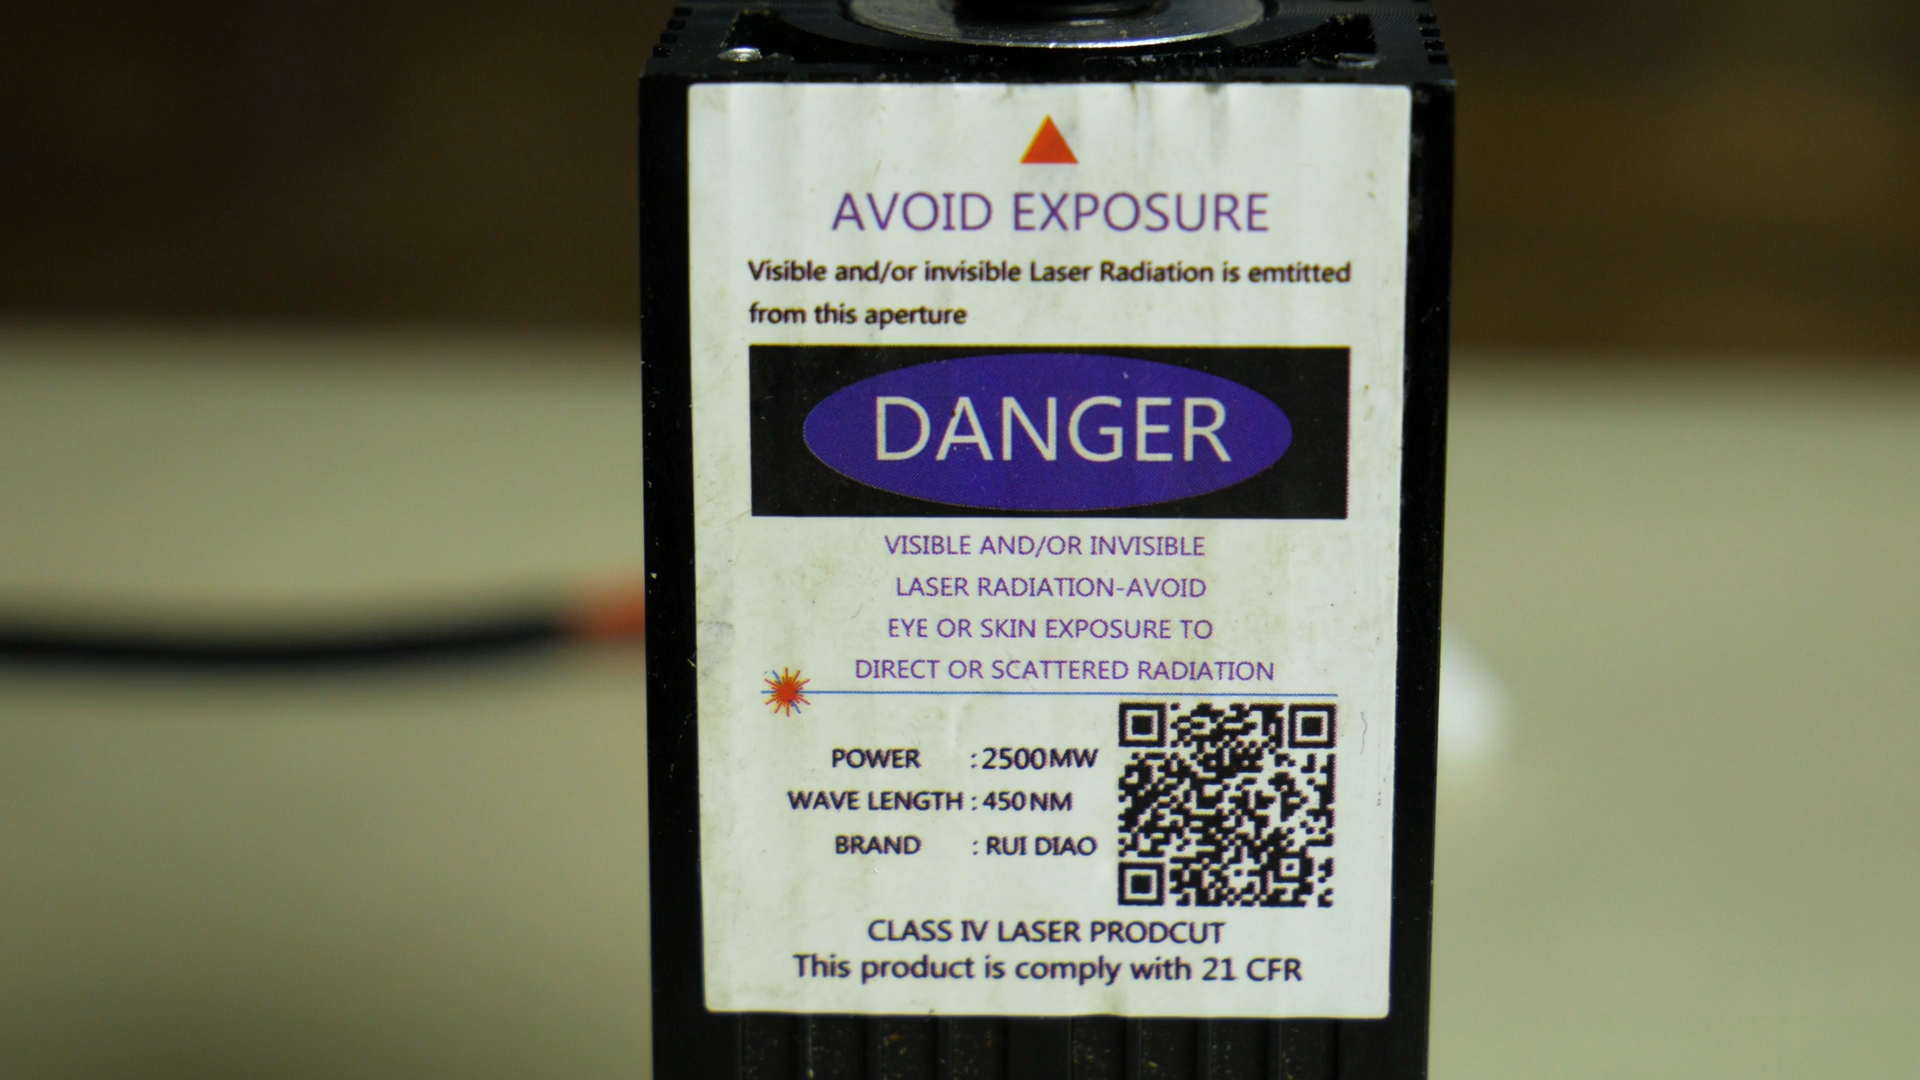 AVOID EXPOSURE
Visible and/or invisible Laser Radiation is emtitted
from this aperture
DANGER
VISIBLE AND/OR INVISIBLE
LASER RADIATION-AVOID
EYE OR SKIN EXPOSURE TO
DIRECT OR SCATTERED RADIATION
POWER : 2500MW
WAVE LENGTH : 450NM
BRAND : RUI DIAO
CLASS IV LASER PRODCUT
This product is comply with 21 CFR